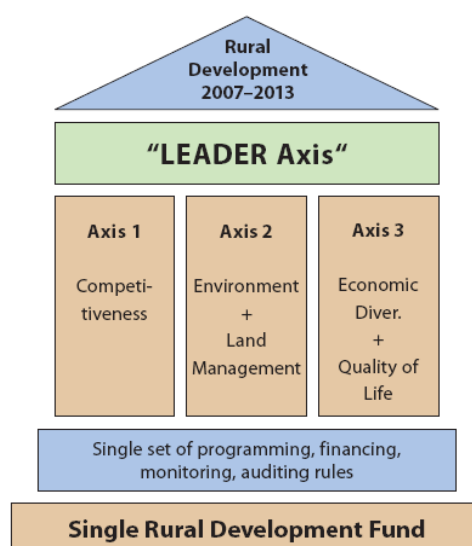 Rural
Development
2007–2013
“LEADER Axis“
Axis 1
Competi-
tiveness
Axis 2
Environment
+
Land
Management
Axis 3
Economic
Diver.
+
Quality of
Life
Single set of programming, financing,
monitoring, auditing rules
Single Rural Development Fund